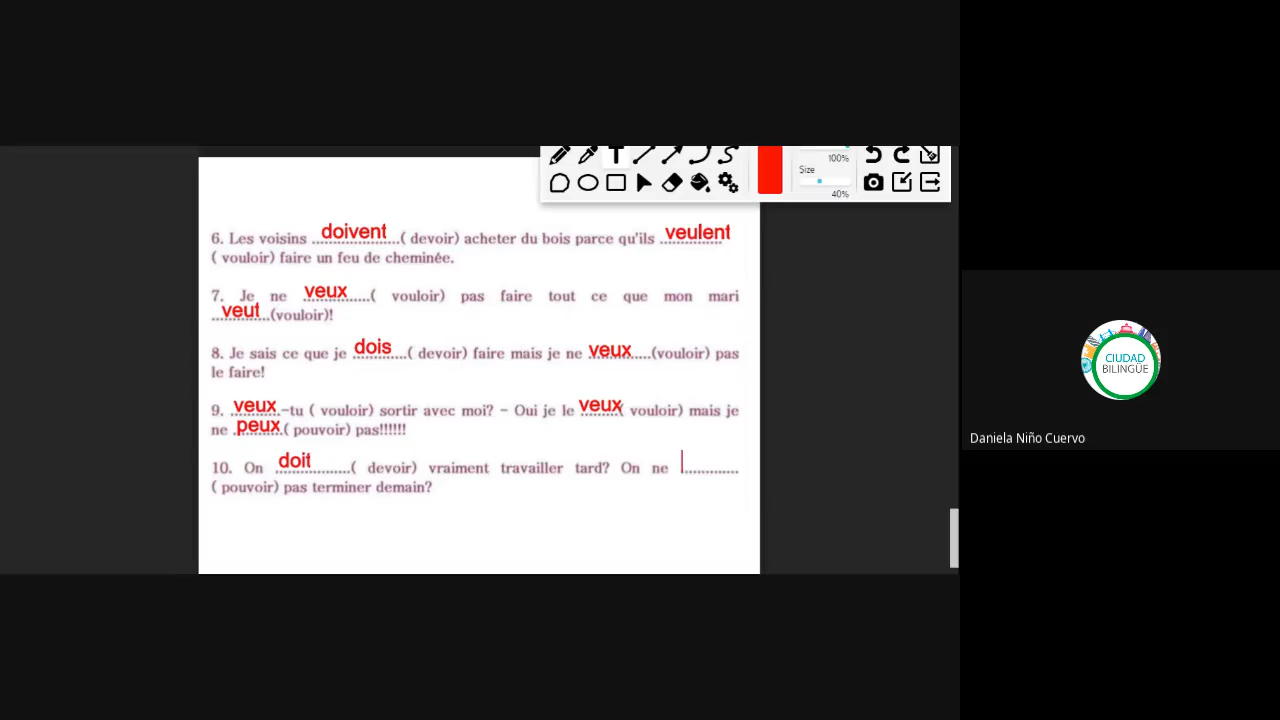 100%
Size
40%
6. Les voisins doivent ( devoir) acheter du bois parce qu'ils veulent
( vouloir) faire un feu de cheminée.
7. Je ne veux ( vouloir) pas faire tout ce que mon mari
veut (vouloir)!
8. Je sais ce que je dois ( devoir) faire mais je ne veux (vouloir) pas
le faire!
9. veux -tu ( vouloir) sortir avec moi? - Oui je le veux ( vouloir) mais je
ne peux ( pouvoir) pas!!!!!!
10. On doit ( devoir) vraiment travailler tard? On ne ............
( pouvoir) pas terminer demain?
CIUDAD
BILINGÜE
Daniela Niño Cuervo